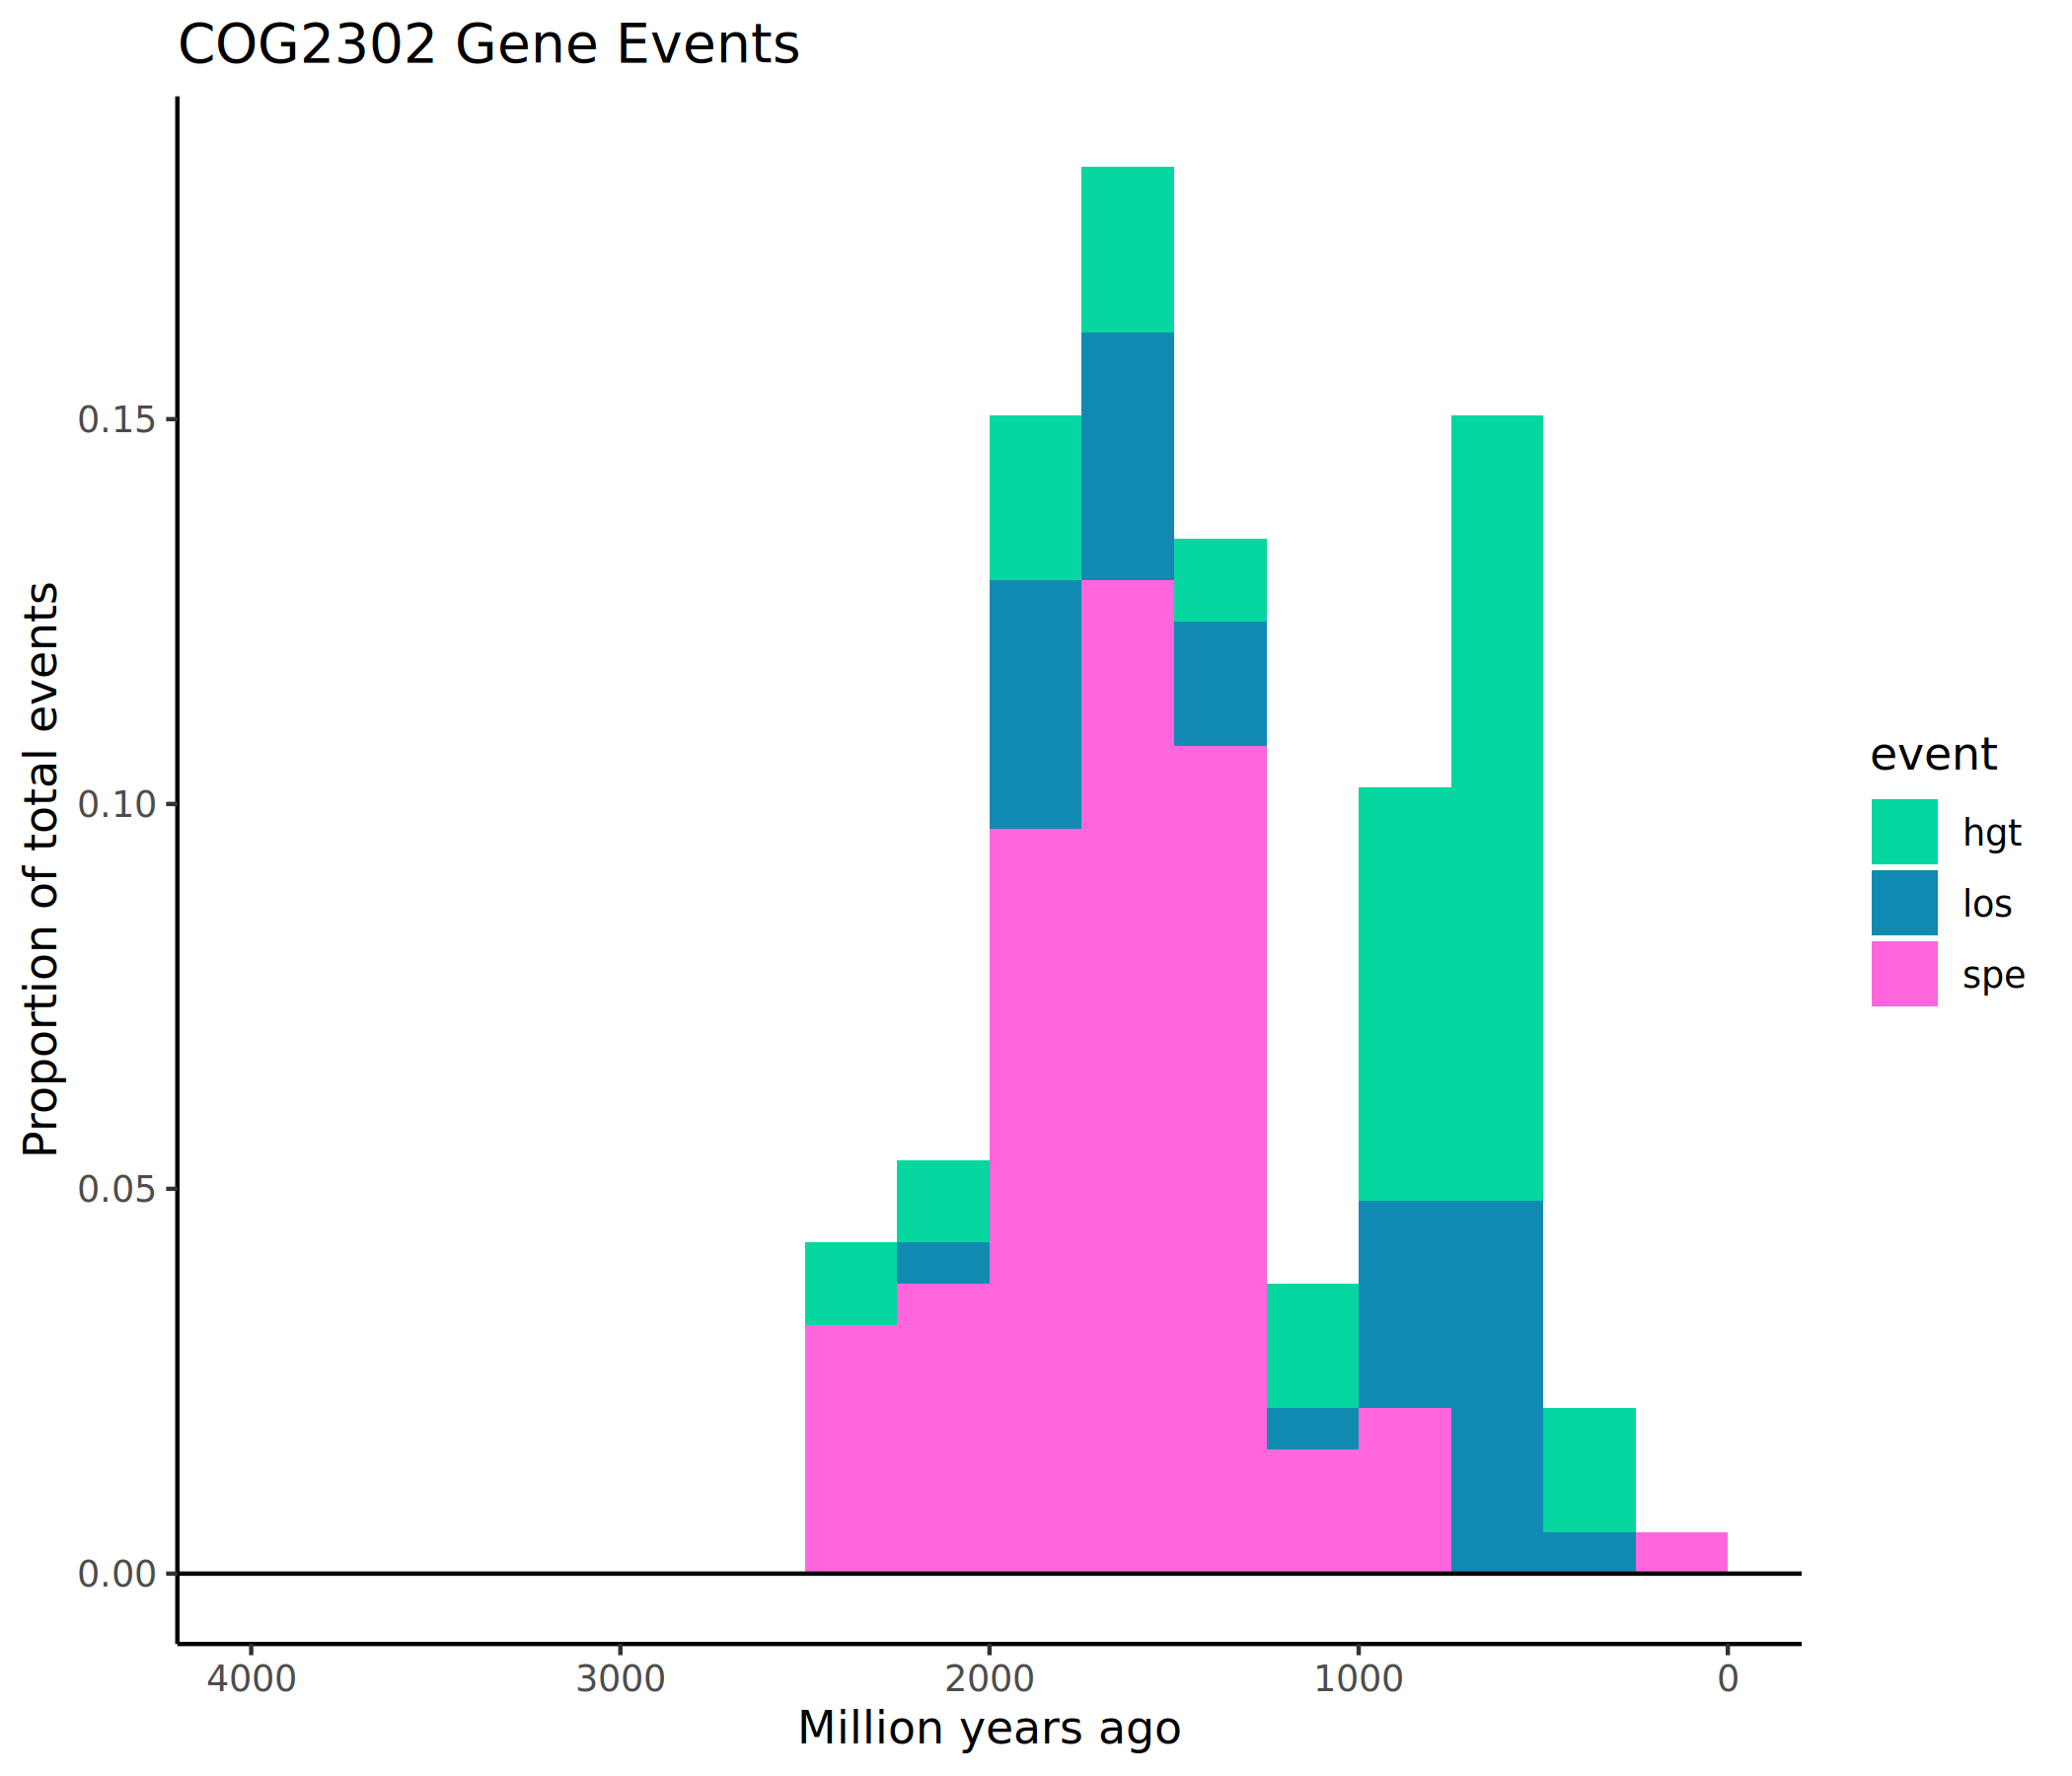 COG2302 Gene Events
Proportion of total events
0.15
0.10
0.05
0.00
4000 3000 2000 1000 0
Million years ago
event
hgt
los
spe